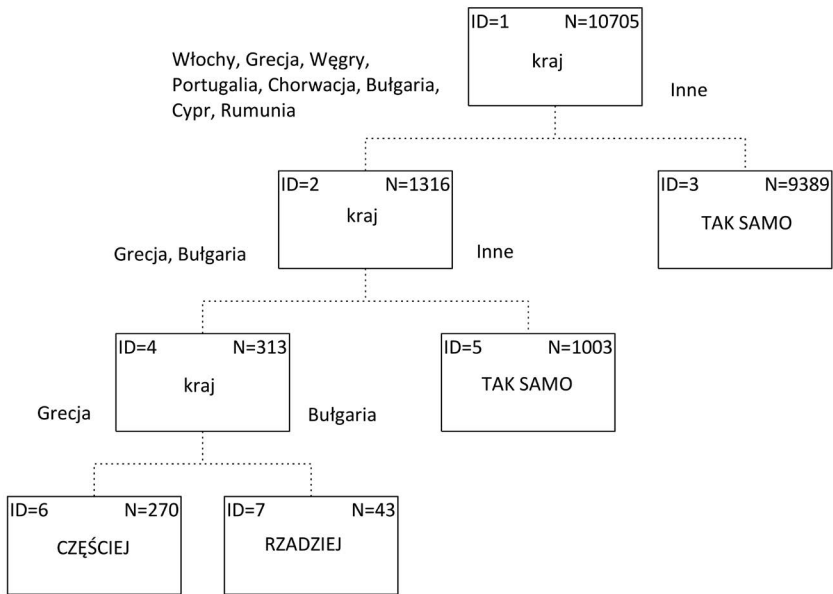 ID=1 N=10705
kraj
Włochy, Grecja, Węgry,
Portugalia, Chorwacja, Bułgaria,
Cypr, Rumunia
Inne
ID=2 N=1316
kraj
ID=3 N=9389
TAK SAMO
Grecja, Bułgaria
Inne
ID=4 N=313
kraj
ID=5 N=1003
TAK SAMO
Grecja
Bułgaria
ID=6 N=270
CZĘŚCIEJ
ID=7 N=43
RZADZIEJ